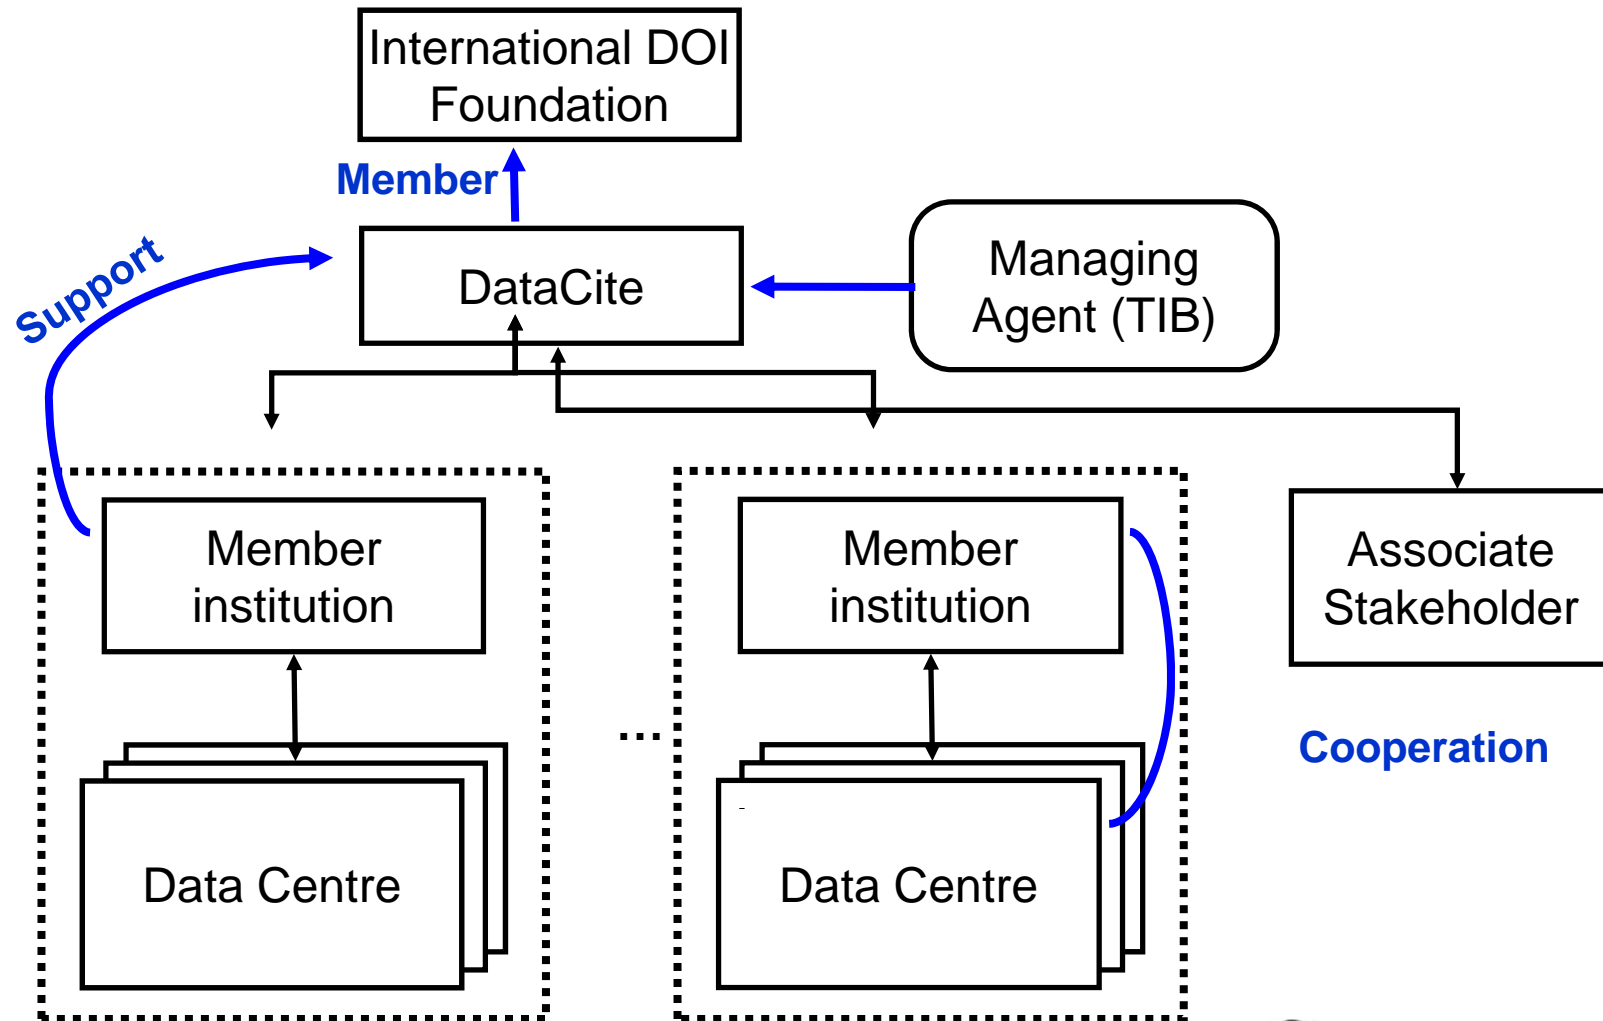 International DOI
Foundation
Member
Support
DataCite
Managing
Agent (TIB)
Member
institution
Member
institution
Associate
Stakeholder
...
Cooperation
Data Centre
Data Centre